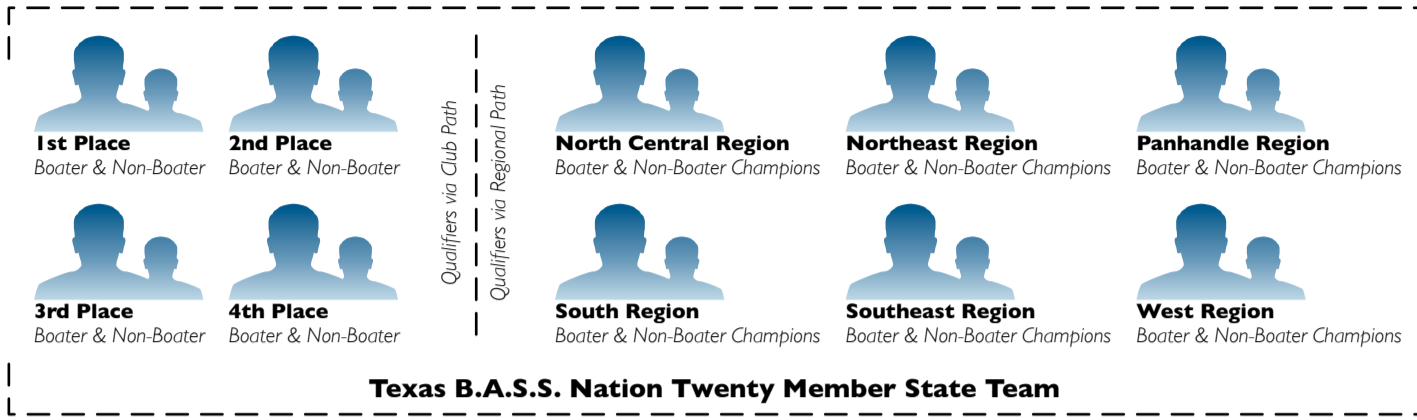 1st Place
Boater & Non-Boater
2nd Place
Boater & Non-Boater
3rd Place
Boater & Non-Boater
4th Place
Boater & Non-Boater
Qualifiers via Club Path
Qualifiers via Regional Path
North Central Region
Boater & Non-Boater Champions
Northeast Region
Boater & Non-Boater Champions
Panhandle Region
Boater & Non-Boater Champions
South Region
Boater & Non-Boater Champions
Southeast Region
Boater & Non-Boater Champions
West Region
Boater & Non-Boater Champions
Texas B.A.S.S. Nation Twenty Member State Team